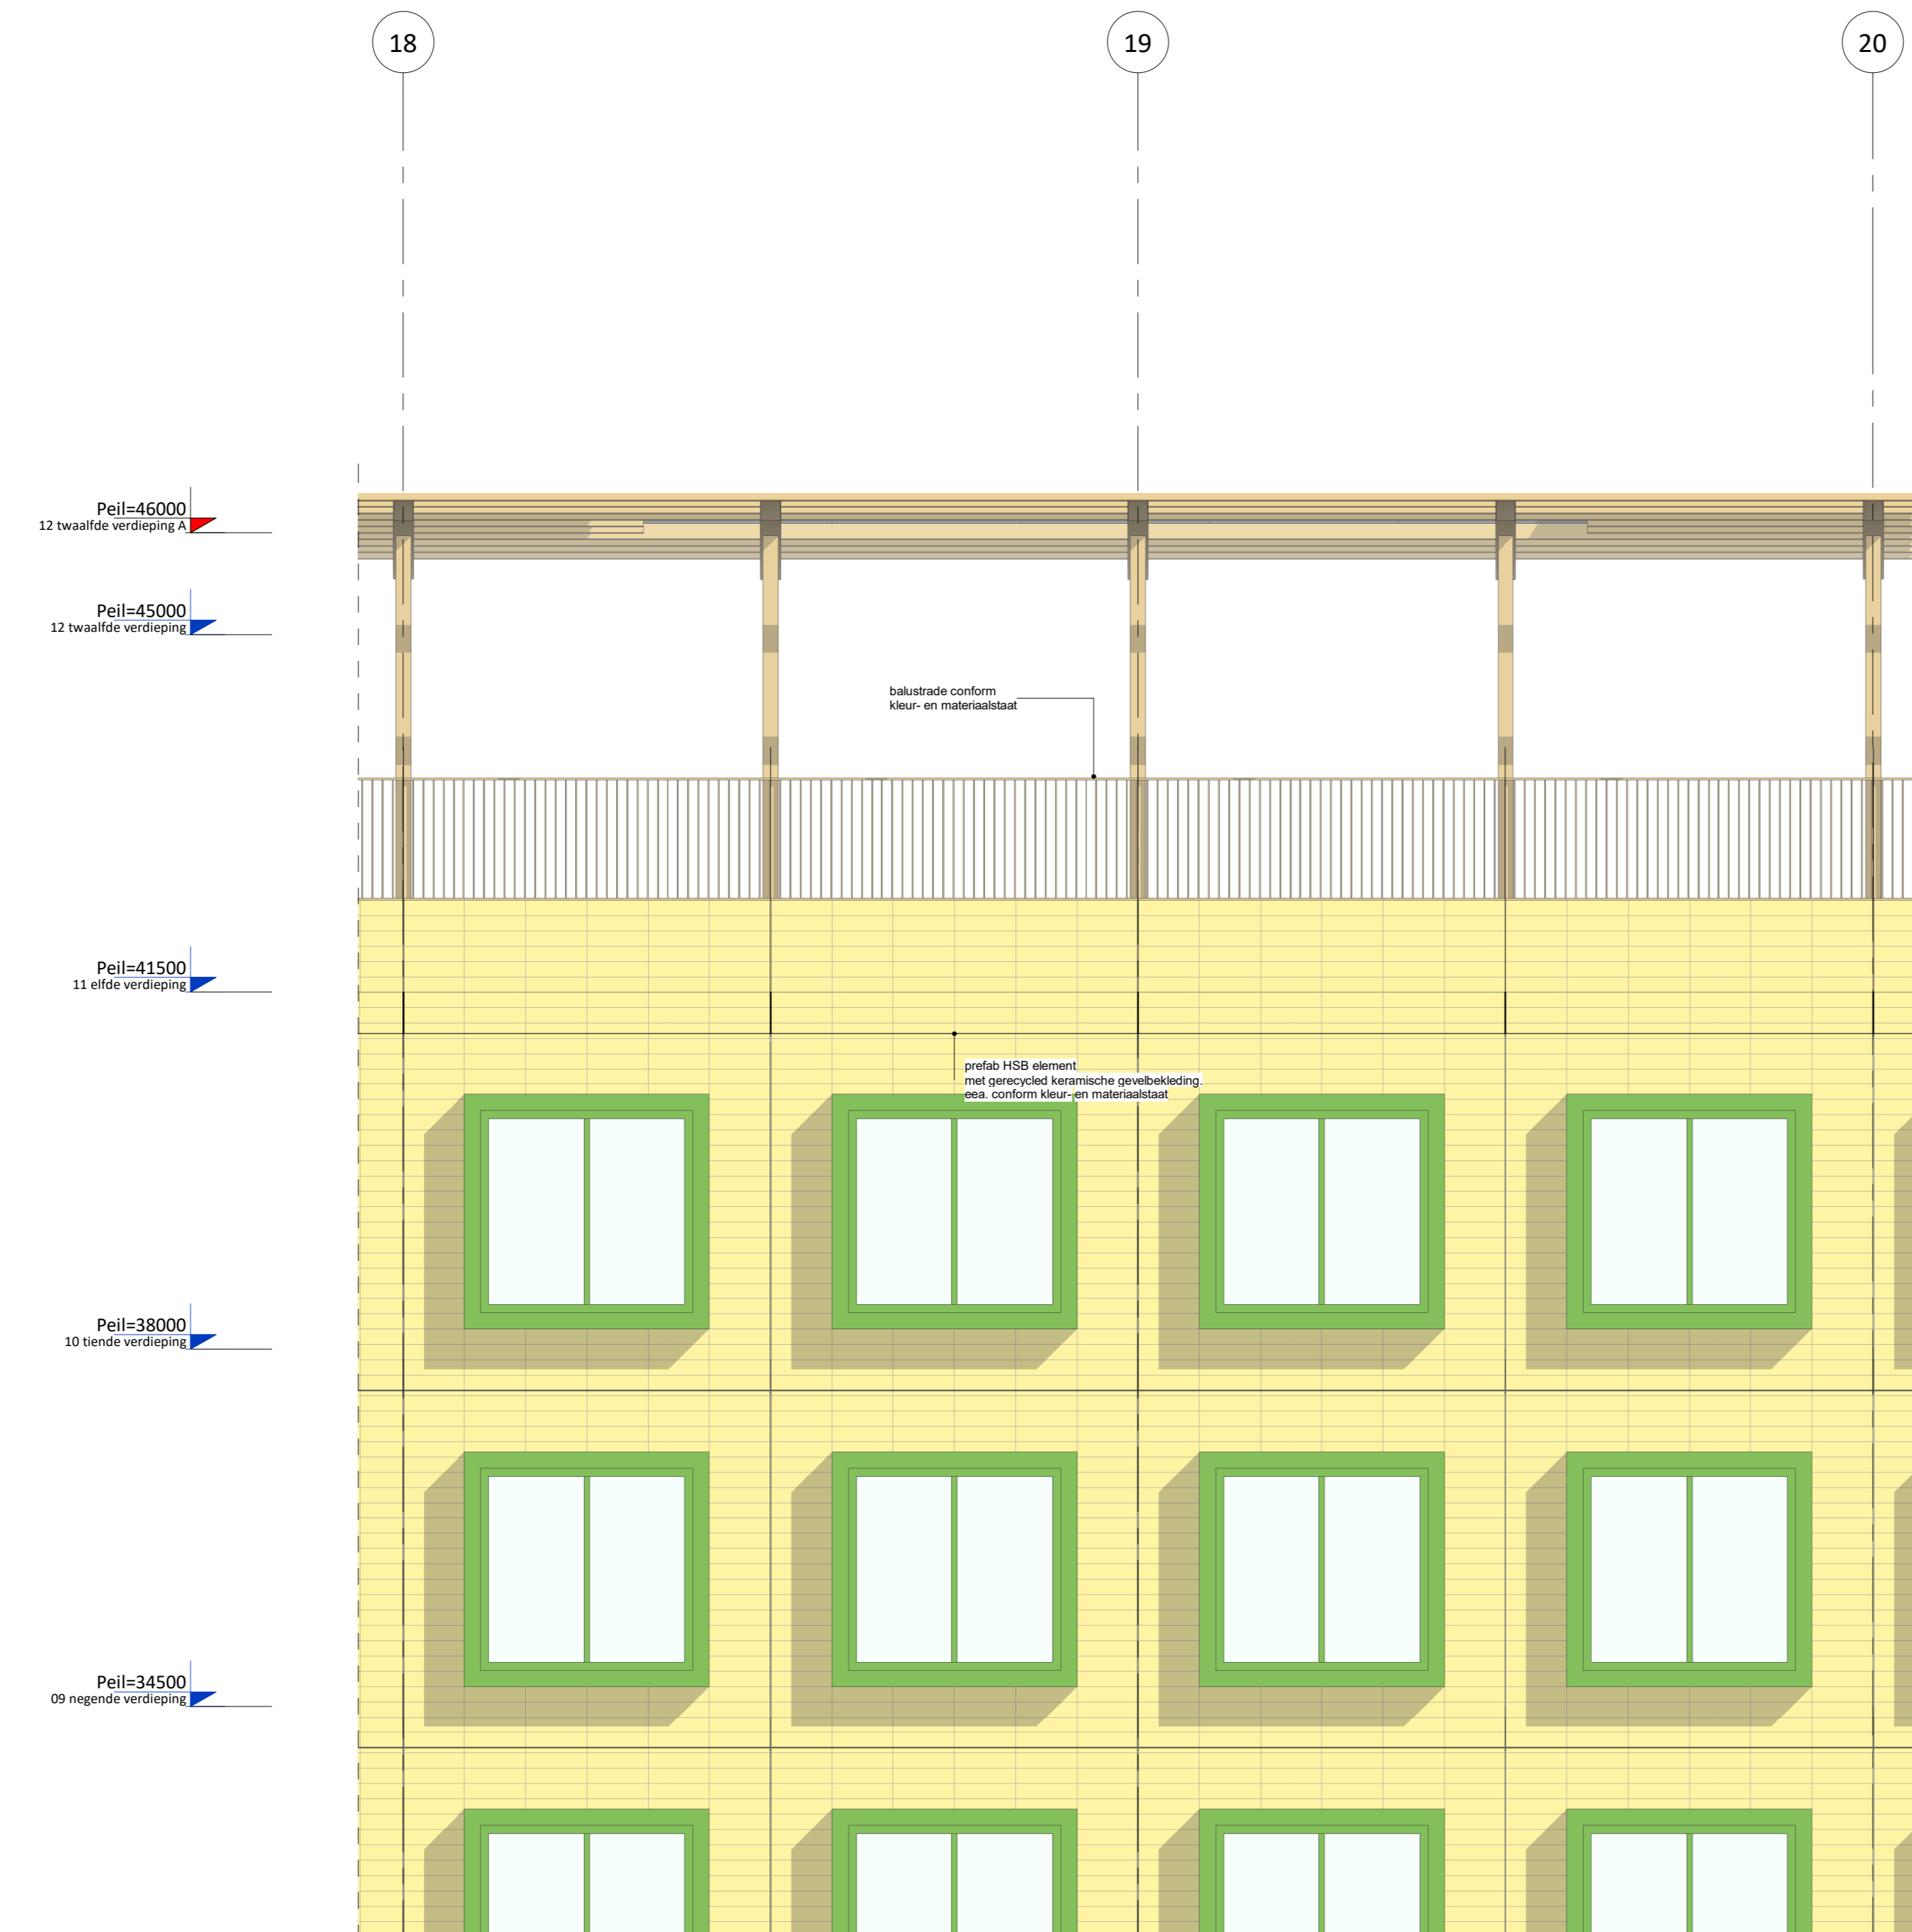 18
19
20
Peil=46000
12 twaalfde verdieping A
Peil=45000
12 twaalfde verdieping
balustrade conform
kleur- en materiaalstaat
Peil=41500
11 elfde verdieping
prefab HSB element
met gerecycled keramische gevelbekleding.
eea. conform kleur- en materiaalstaat
Peil=38000
10 tiende verdieping
Peil=34500
09 negende verdieping